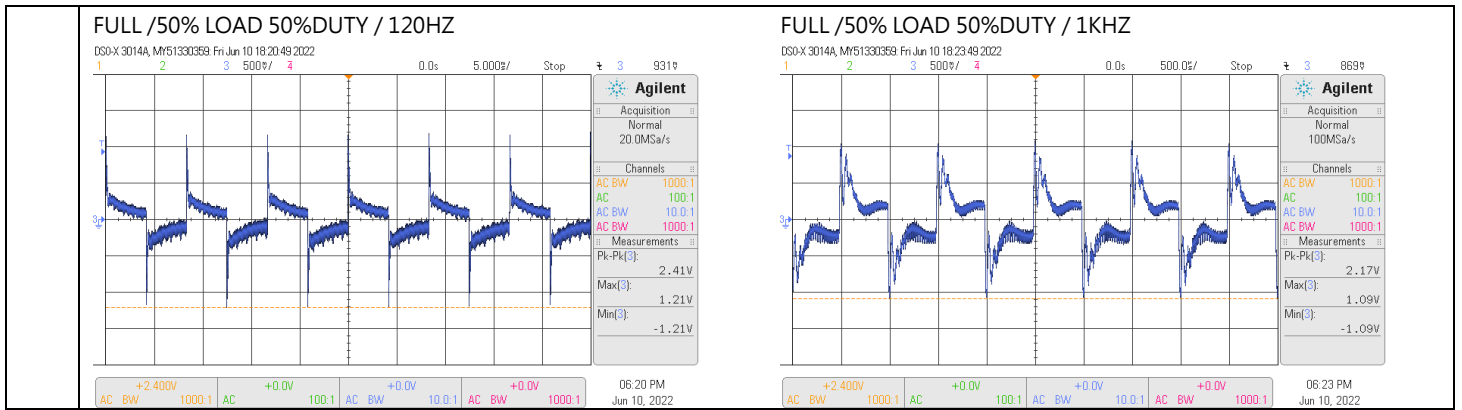 FULL /50% LOAD 50%DUTY / 120HZ
DSO-X 3014A, MY51330359: Fri Jun 10 18:20:49 2022
1 2 3 500V/ 4 0.0s 5.000s/ Stop 3 931V
Agilent
Acquisition
Normal
20.0MSa/s
Channels
AC BW 1000:1
AC 100:1
AC BW 10.0:1
AC BW 1000:1
Measurements
Pk-Pk(3):
2.41V
Max(3):
1.21V
Min(3):
-1.21V
T
3
+2.400V +0.0V +0.0V +0.0V
AC BW 1000:1 AC 100:1 AC BW 10.0:1 AC BW 1000:1
06:20 PM
Jun 10, 2022
FULL /50% LOAD 50%DUTY / 1KHZ
DSO-X 3014A, MY51330359: Fri Jun 10 18:23:49 2022
1 2 3 500V/ 4 0.0s 500.0s/ Stop 3 869V
Agilent
Acquisition
Normal
100MSa/s
Channels
AC BW 1000:1
AC 100:1
AC BW 10.0:1
AC BW 1000:1
Measurements
Pk-Pk(3):
2.17V
Max(3):
1.09V
Min(3):
-1.09V
T
3
+2.400V +0.0V +0.0V +0.0V
AC BW 1000:1 AC 100:1 AC BW 10.0:1 AC BW 1000:1
06:23 PM
Jun 10, 2022